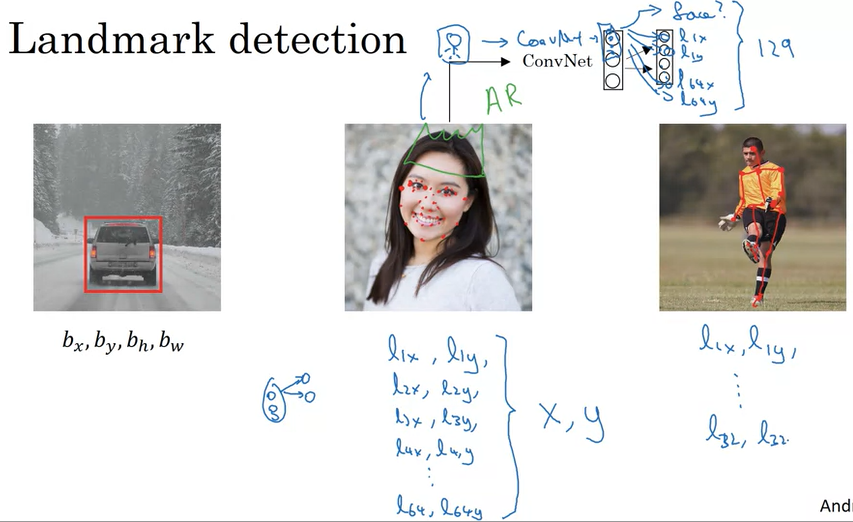 Landmark detection
ConvNet
ConvNet
face?
l1x
l1y
l64x
l64y
129
AR
bx, by, bh, bw
l1x, l1y,
l2x, l2y,
l3x, l3y,
l4x, l4y
⋮
l64, l64y
x, y
l1x, l1y,
⋮
l32, l32
Andr